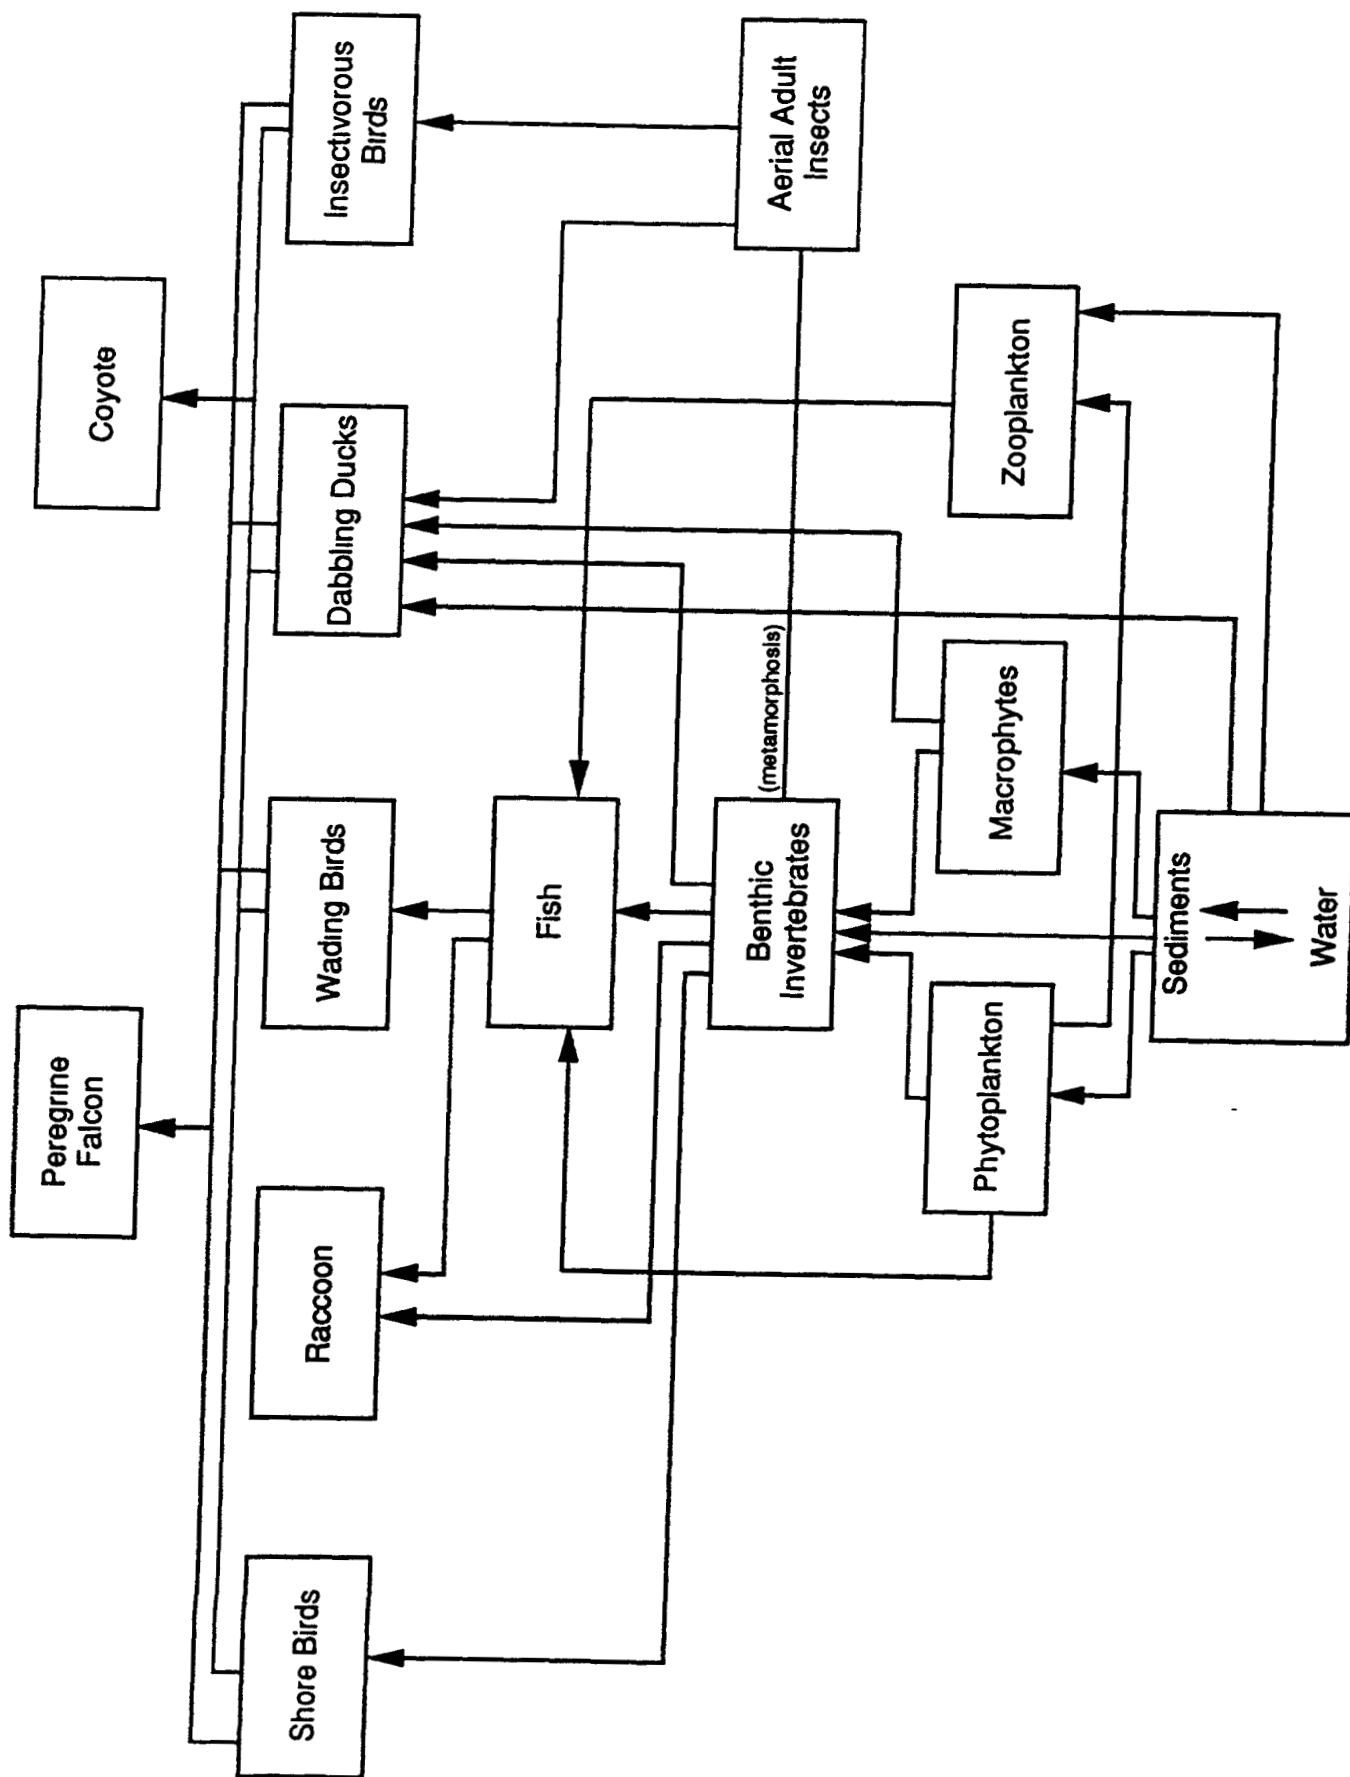 Peregrine
Falcon
Coyote
Shore Birds
Raccoon
Wading Birds
Dabbling Ducks
Insectivorous
Birds
Fish
Benthic
Invertebrates
(metamorphosis)
Aerial Adult
Insects
Phytoplankton
Macrophytes
Zooplankton
Sediments
Water